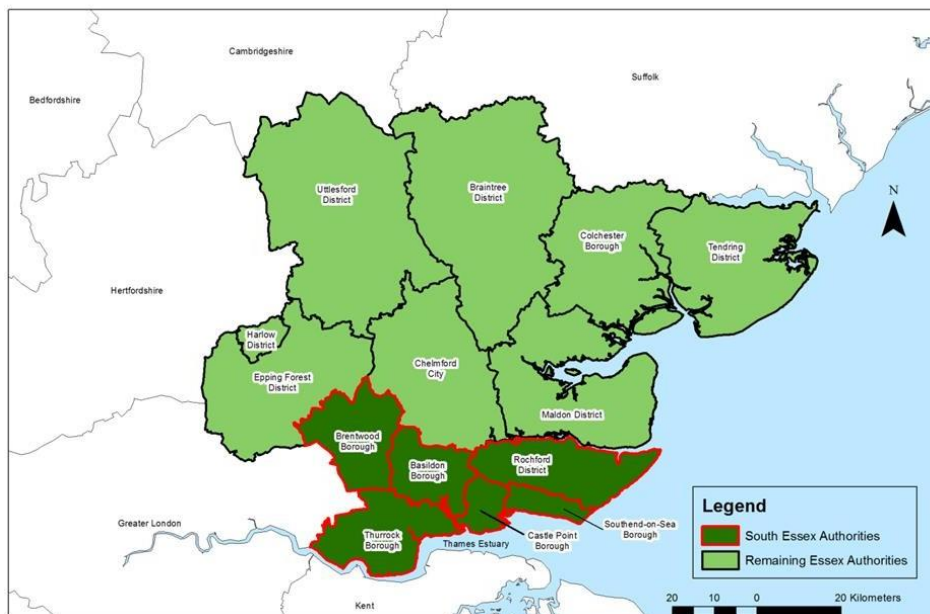 Cambridgeshire
Suffolk
Bedfordshire
Uttlesford
District
Braintree
District
Colchester
Borough
Tendring
District
N
Hertfordshire
Harlow
District
Epping Forest
District
Chelmford
City
Maldon District
Brentwood
Borough
Basildon
Borough
Rochford
District
Greater London
Thurrock
Borough
Thames Estuary
Castle Point
Borough
Southend-on-Sea
Borough
Kent
Legend
South Essex Authorities
Remaining Essex Authorities
20 10 0 20 Kilometers